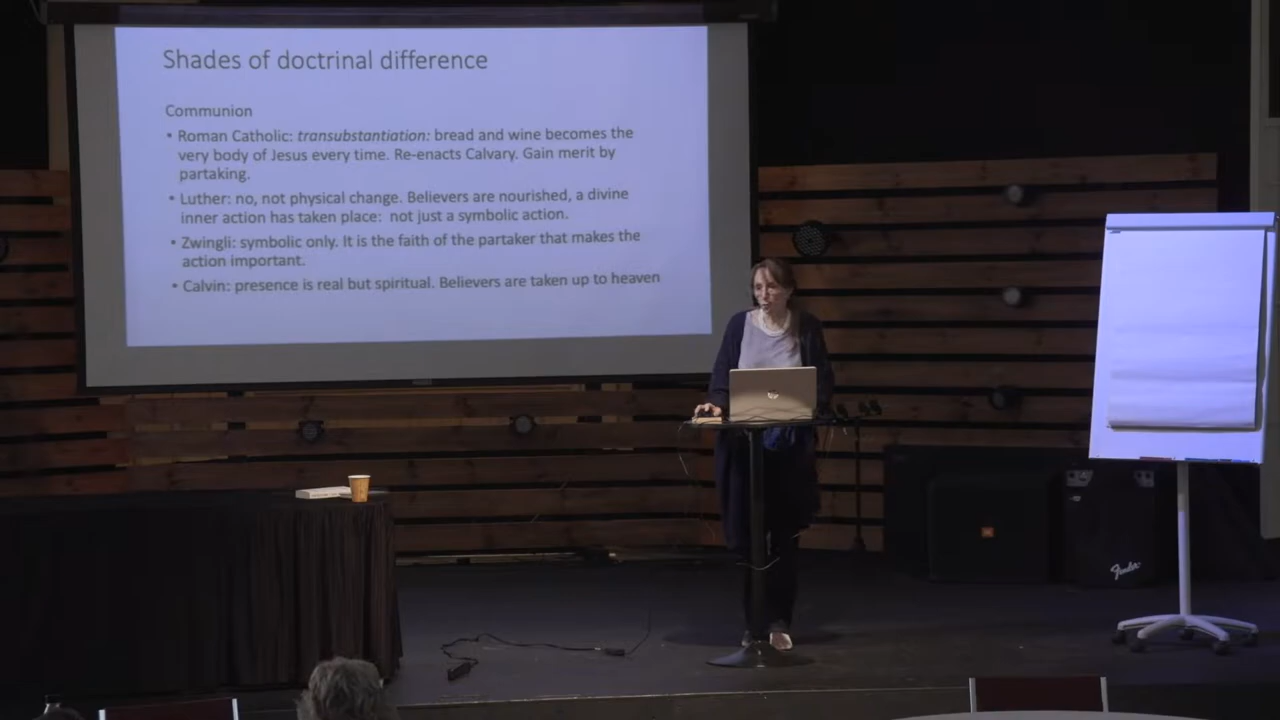 Shades of doctrinal difference
Communion
• Roman Catholic: transubstantiation: bread and wine becomes the
very body of Jesus every time. Re-enacts Calvary. Gain merit by
partaking.
• Luther: no, not physical change. Believers are nourished, a divine
inner action has taken place: not just a symbolic action.
• Zwingli: symbolic only. It is the faith of the partaker that makes the
action important.
• Calvin: presence is real but spiritual. Believers are taken up to heaven
hp
JBL
Fender